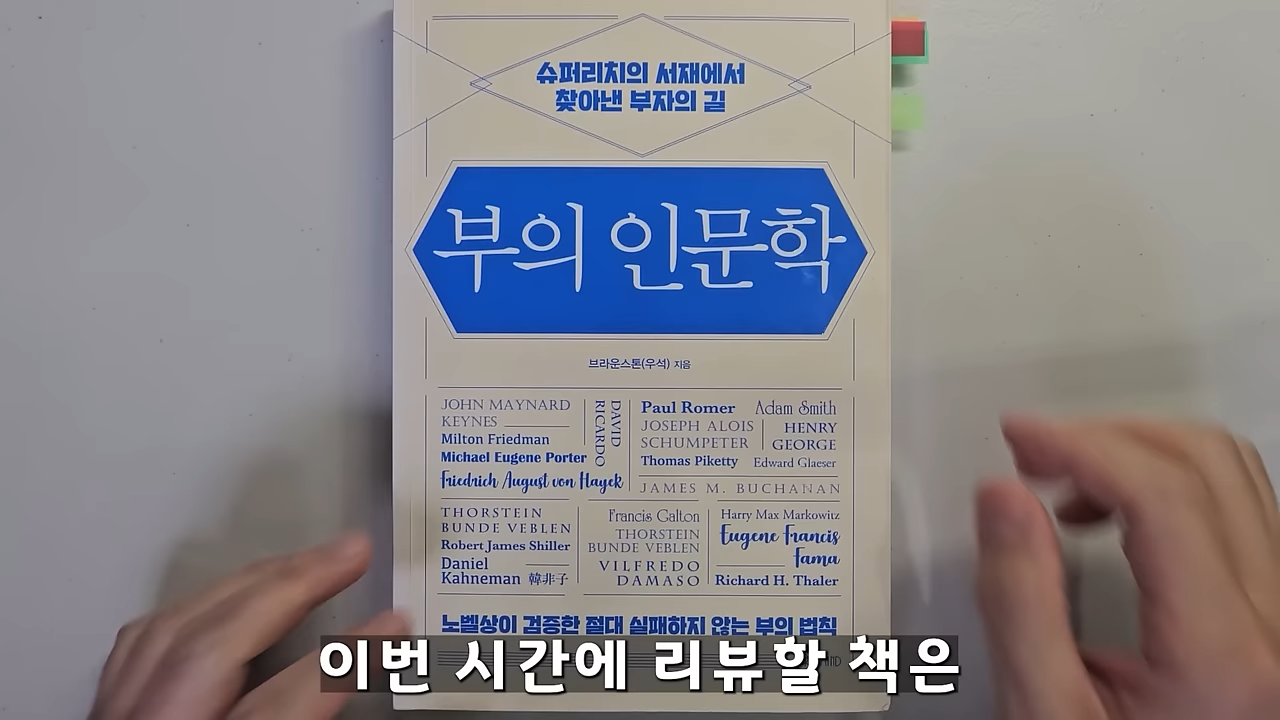 슈퍼리치의 서재에서
찾아낸 부자의 길
부의 인문학
브라운스톤(우석) 지음
JOHN MAYNARD
KEYNES
Milton Friedman
Michael Eugene Porter
Friedrich August von Hayek
DAVID
RICARDO
Paul Romer
Adam Smith
JOSEPH ALOIS
SCHUMPETER
HENRY
GEORGE
Thomas Piketty
Edward Glaeser
JAMES M. BUCHANAN
THORSTEIN
BUNDE VEBLEN
Robert James Shiller
Daniel
Kahneman 韓非子
Francis Galton
THORSTEIN
BUNDE VEBLEN
VILFREDO
DAMASO
Harry Max Markowitz
Eugene Francis
Fama
Richard H. Thaler
노벨상이 검증한 절대 실패하지 않는 부의 법칙
이번 시간에 리뷰할 책은